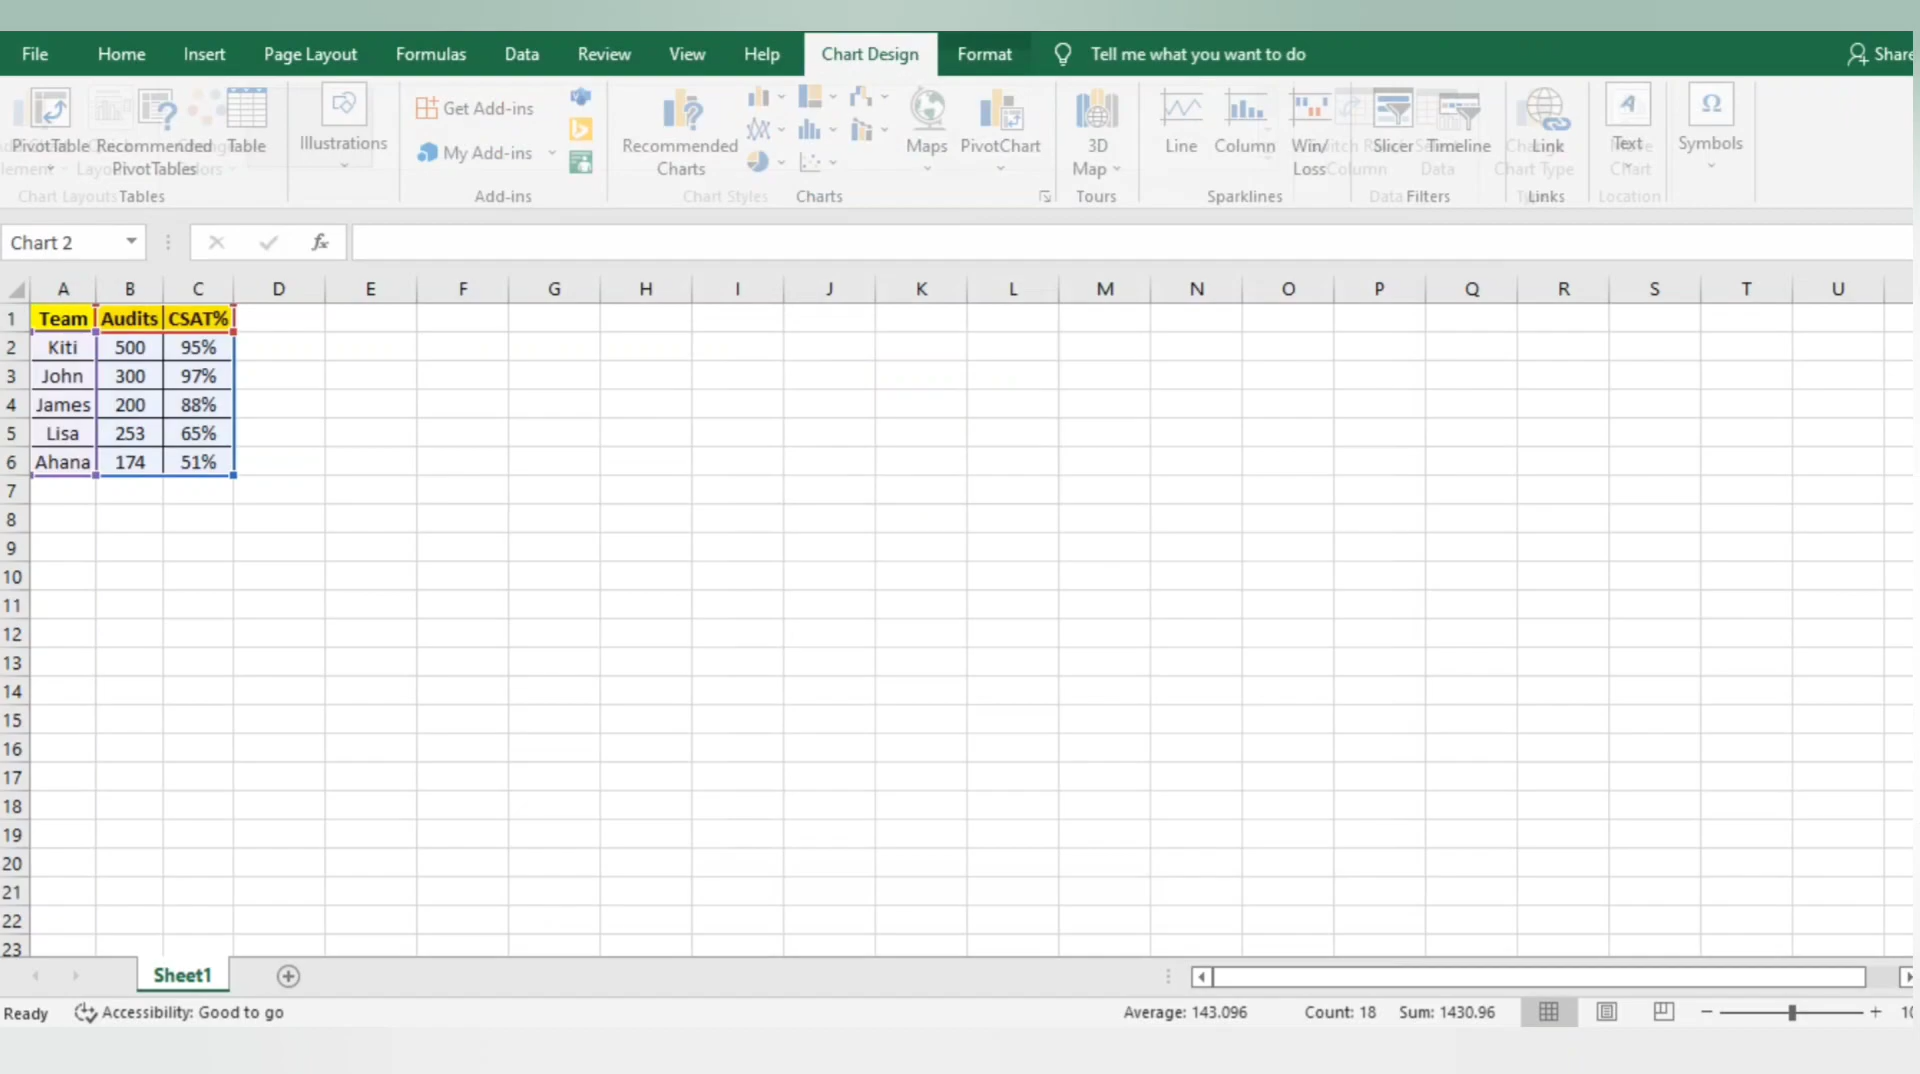 File Home Insert Page Layout Formulas Data Review View Help Chart Design Format Tell me what you want to do Share
PivotTable Recommended PivotTables Table
Illustrations
Get Add-ins
My Add-ins
Recommended Charts
Maps PivotChart
3D Map
Line Column Win/Loss
Slicer Timeline
Link
Text
Symbols
Chart Layouts Tables Add-ins Chart Styles Charts Tours Sparklines Data Filters Links Location
Chart 2 fx
A B C D E F G H I J K L M N O P Q R S T U
1 Team Audits CSAT%
2 Kiti 500 95%
3 John 300 97%
4 James 200 88%
5 Lisa 253 65%
6 Ahana 174 51%
7
8
9
10
11
12
13
14
15
16
17
18
19
20
21
22
23
Sheet1
Ready Accessibility: Good to go Average: 143.096 Count: 18 Sum: 1430.96